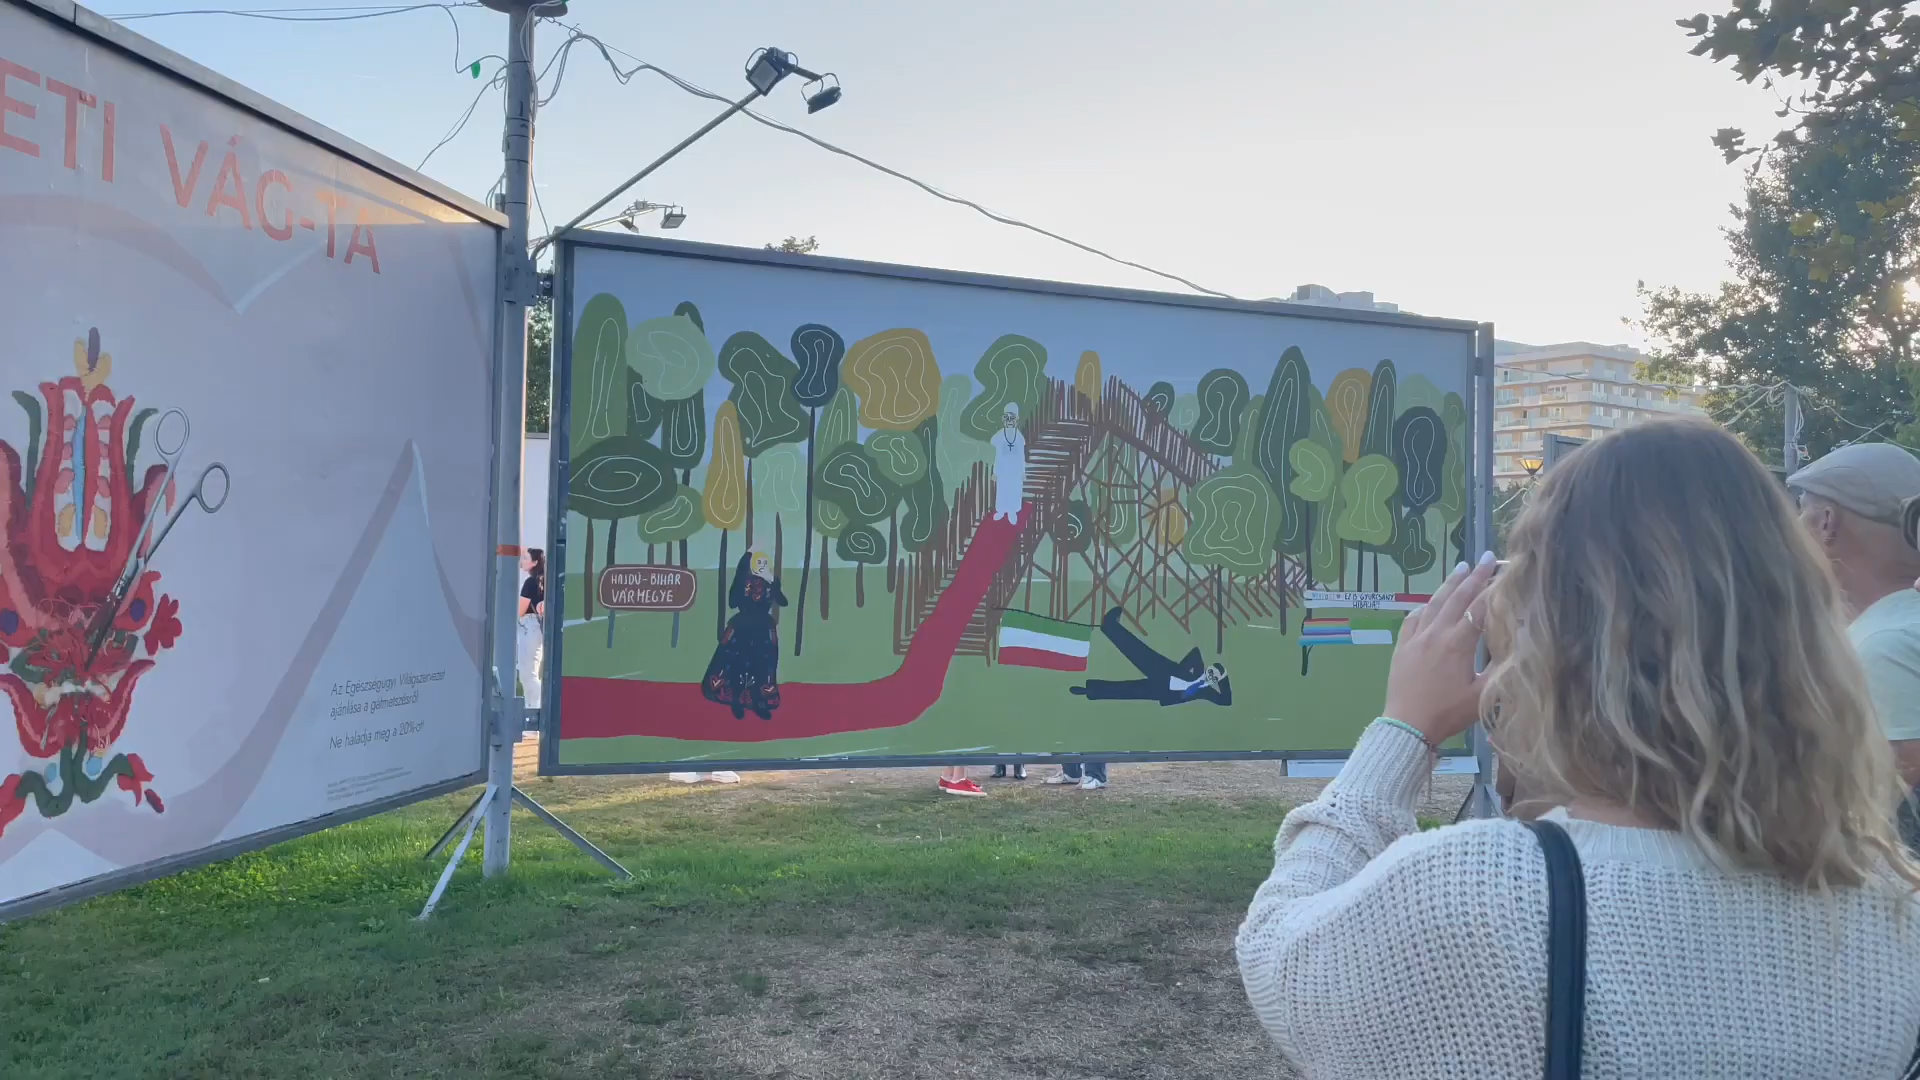 ETI VÁG-TA
Az Egészségügyi Világszervezet
ajánlása a gátmetszésről:
Ne haladja meg a 20%-ot!
HAJDÚ-BIHAR
VÁRMEGYE
EZ IS GYURCSÁNY
HIBÁJA!